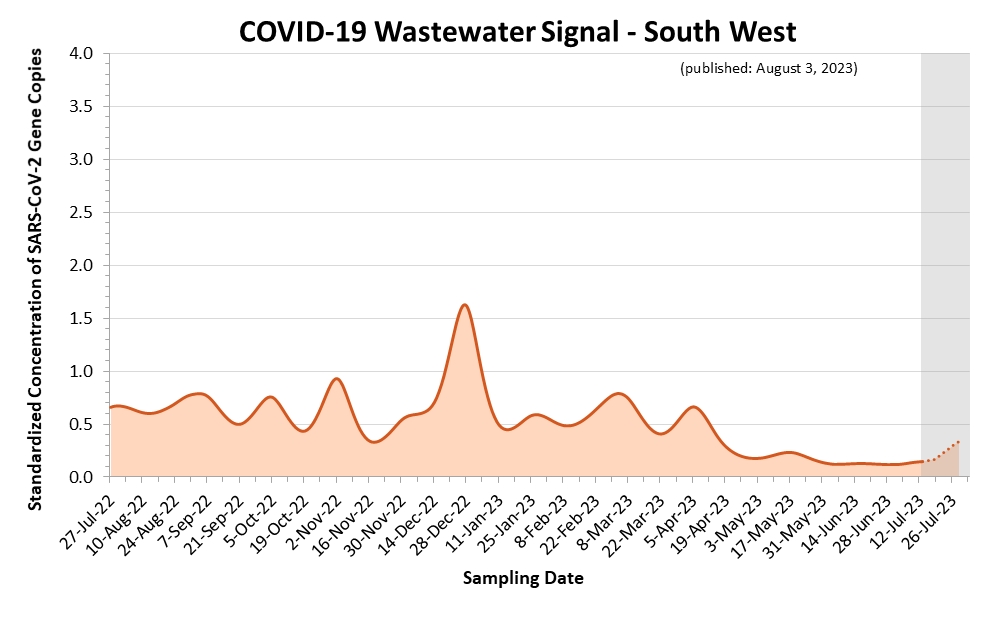 COVID-19 Wastewater Signal - South West
(published: August 3, 2023)
Standardized Concentration of SARS-CoV-2 Gene Copies
4.0
3.5
3.0
2.5
2.0
1.5
1.0
0.5
0.0
27-Jul-22
10-Aug-22
24-Aug-22
7-Sep-22
21-Sep-22
5-Oct-22
19-Oct-22
2-Nov-22
16-Nov-22
30-Nov-22
14-Dec-22
28-Dec-22
11-Jan-23
25-Jan-23
8-Feb-23
22-Feb-23
8-Mar-23
22-Mar-23
5-Apr-23
19-Apr-23
3-May-23
17-May-23
31-May-23
14-Jun-23
28-Jun-23
12-Jul-23
26-Jul-23
Sampling Date